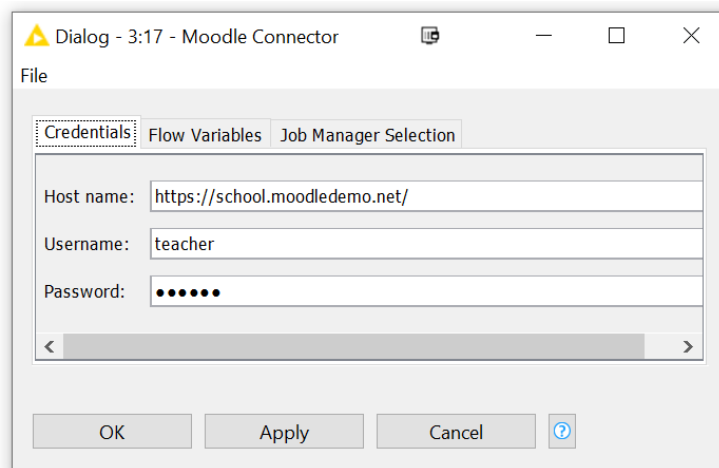 Dialog - 3:17 - Moodle Connector
File
Credentials Flow Variables Job Manager Selection
Host name: https://school.moodledemo.net/
Username: teacher
Password: ●●●●●●
OK Apply Cancel ?